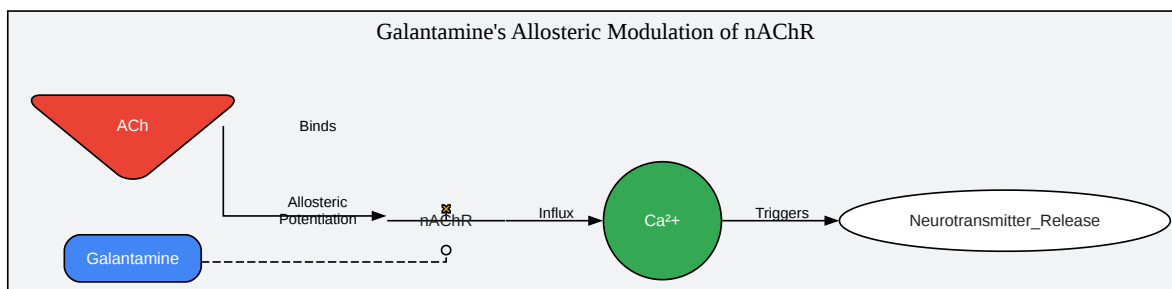 Galantamine's Allosteric Modulation of nAChR
ACh
Binds
Allosteric
Potentiation
nAChR
Influx
Ca²+
Triggers
Neurotransmitter_Release
Galantamine